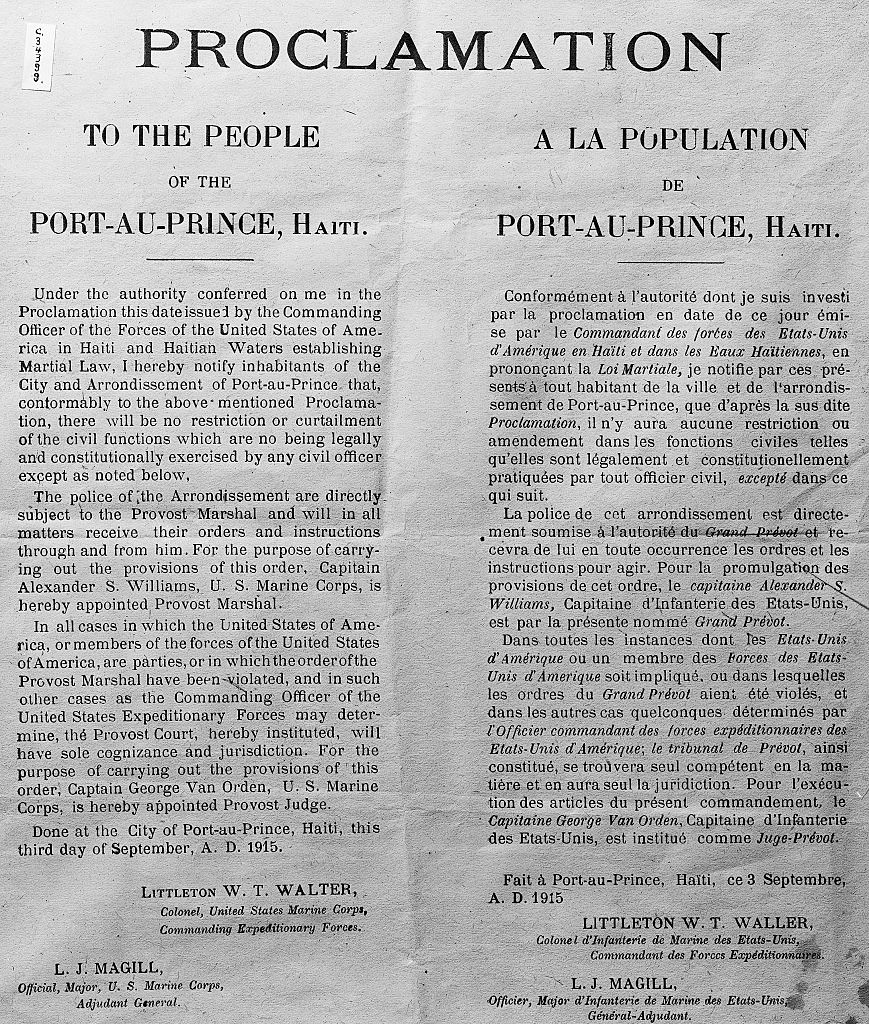 C.
3
4
3
9
9.
PROCLAMATION
TO THE PEOPLE
OF THE
PORT-AU-PRINCE, HAITI.
Under the authority conferred on me in the
Proclamation this date issued by the Commanding
Officer of the Forces of the United States of Ame-
rica in Haiti and Haitian Waters establishing
Martial Law, I hereby notify inhabitants of the
City and Arrondissement of Port-au-Prince that,
conformably to the above-mentioned Proclama-
tion, there will be no restriction or curtailment
of the civil functions which are no being legally
and constitutionally exercised by any civil officer
except as noted below,
The police of the Arrondissement are directly
subject to the Provost Marshal and will in all
matters receive their orders and instructions
through and from him. For the purpose of carry-
ing out the provisions of this order, Capitain
Alexander S. Williams, U. S. Marine Corps, is
hereby appointed Provost Marshal.
In all cases in which the United States of Ame-
rica, or members of the forces of the United States
of America, are parties, or in which the order of the
Provost Marshal have been violated, and in such
other cases as the Commanding Officer of the
United States Expeditionary Forces may deter-
mine, thé Provost Court, hereby instituted, will
have sole cognizance and jurisdiction. For the
purpose of carrying out the provisions of this
order, Captain George Van Orden, U. S. Marine
Corps, is hereby appointed Provost Judge.
Done at the City of Port-au-Prince, Haiti, this
third day of September, A. D. 1915.
LITTLETON W. T. WALTER,
Colonel, United States Marine Corps,
Commanding Expeditionary Forces.
L. J. MAGILL,
Official, Major, U. S. Marine Corps,
Adjudant General.
A LA POPULATION
DE
PORT-AU-PRINCE, HAITI.
Conformément à l'autorité dont je suis investi
par la proclamation en date de ce jour émi-
se par le Commandant des forces des Etats-Unis
d'Amérique en Haïti et dans les Eaux Haïtiennes, en
prononçant la Loi Martiale, je notifie par ces pré-
sents à tout habitant de la ville et de l'arrondis-
sement de Port-au-Prince, que d'après la sus dite
Proclamation, il n'y aura aucune restriction ou
amendement dans les fonctions civiles telles
qu'elles sont légalement et constitutionellement
pratiquées par tout officier civil, excepté dans ce
qui suit.
La police de cet arrondissement est directe-
ment soumise à l'autorité du Grand Prévot et re-
cevra de lui en toute occurrence les ordres et les
instructions pour agir. Pour la promulgation des
provisions de cet ordre, le capitaine Alexander S.
Williams, Capitaine d'Infanterie des Etats-Unis,
est par la présente nommé Grand Prévot.
Dans toutes les instances dont les Etats-Unis
d'Amérique ou un membre des Forces des Etats-
Unis d'Amerique soit impliqué, ou dans lesquelles
les ordres du Grand Prévot aient été violés, et
dans les autres cas quelconques déterminés par
l'Officier commandant des forces expéditionnaires des
Etats-Unis d'Amérique; le tribunal de Prévot, ainsi
constitué, se trouvera seul compétent en la ma-
tière et en aura seul la juridiction. Pour l'exécu-
tion des articles du présent commandement, le
Capitaine George Van Orden, Capitaine d'Infanterie
des Etats-Unis, est institué comme Juge-Prévot.
Fait à Port-au-Prince, Haïti, ce 3 Septembre,
A. D. 1915
LITTLETON W. T. WALLER,
Colonel d'Infanterie de Marine des Etats-Unis,
Commandant des Forces Expéditionnaires.
L. J. MAGILL,
Officier, Major d'Infanterie de Marine des Etats-Unis,
Général-Adjudant.